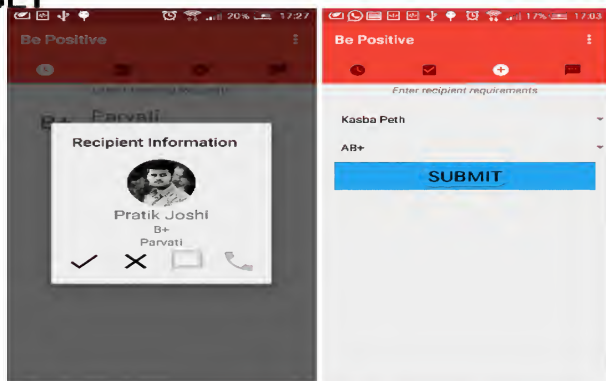 20% 17:27
Be Positive
B+ Parvati
Recipient Information
Pratik Joshi
B+
Parvati
17% 17:03
Be Positive
Enter recipient requirements
Kasba Peth
AB+
SUBMIT